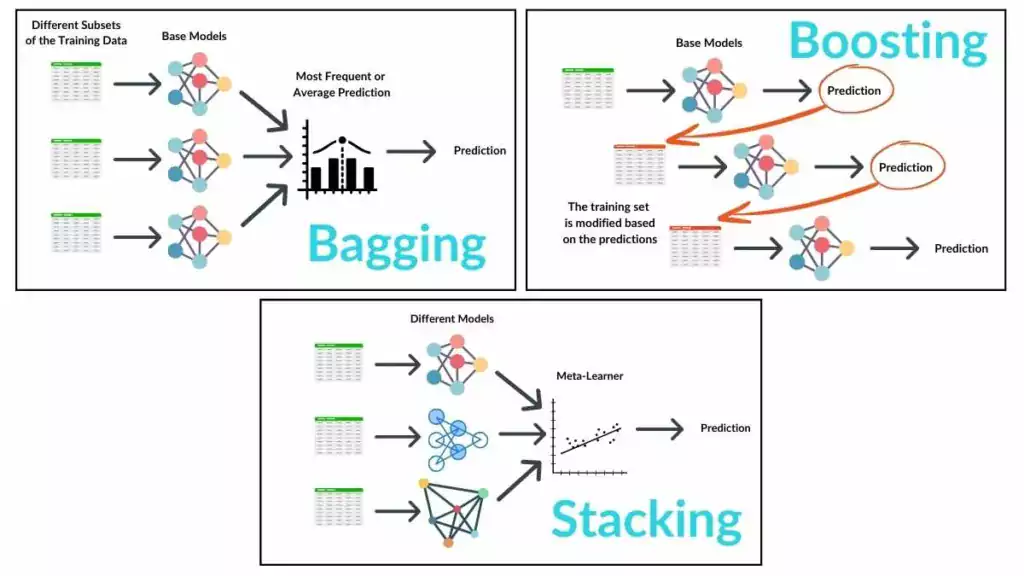 Different Subsets
of the Training Data
Base Models
Most Frequent or
Average Prediction
Prediction
Bagging
Boosting
Base Models
Prediction
Prediction
The training set
is modified based
on the predictions
Prediction
Different Models
Meta-Learner
Prediction
Stacking